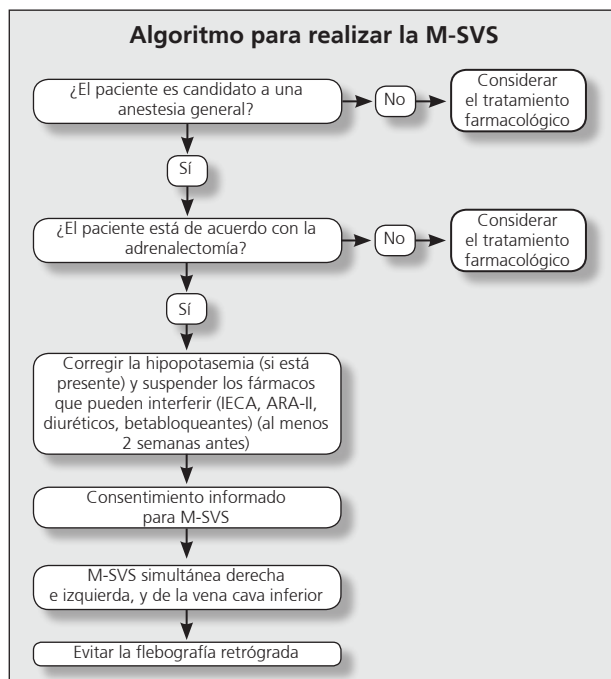 Algoritmo para realizar la M-SVS
¿El paciente es candidato a una
anestesia general?
No
Considerar
el tratamiento
farmacológico
Sí
¿El paciente está de acuerdo con la
adrenalectomía?
No
Considerar
el tratamiento
farmacológico
Sí
Corregir la hipopotasemia (si está
presente) y suspender los fármacos
que pueden interferir (IECA, ARA-II,
diuréticos, betabloqueantes) (al menos
2 semanas antes)
Consentimiento informado
para M-SVS
M-SVS simultánea derecha
e izquierda, y de la vena cava inferior
Evitar la flebografía retrógrada